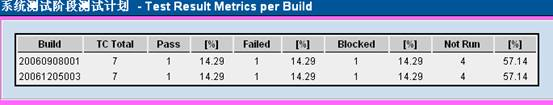 系统测试阶段测试计划 - Test Result Metrics per Build
Build TC Total Pass [%] Failed [%] Blocked [%] Not Run [%]
20060908001 7 1 14.29 1 14.29 1 14.29 4 57.14
20061205003 7 1 14.29 1 14.29 1 14.29 4 57.14